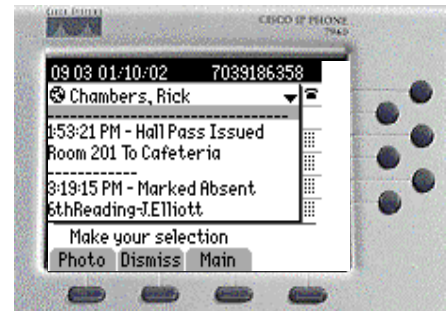 CISCO SYSTEMS
CISCO IP PHONE
7960
09 03 01/10/02 7039186358
Chambers, Rick
-------------------------------
1:53:21 PM - Hall Pass Issued
Room 201 To Cafeteria
------------
3:19:15 PM - Marked Absent
6thReading-J.Elliott
Make your selection
Photo Dismiss Main